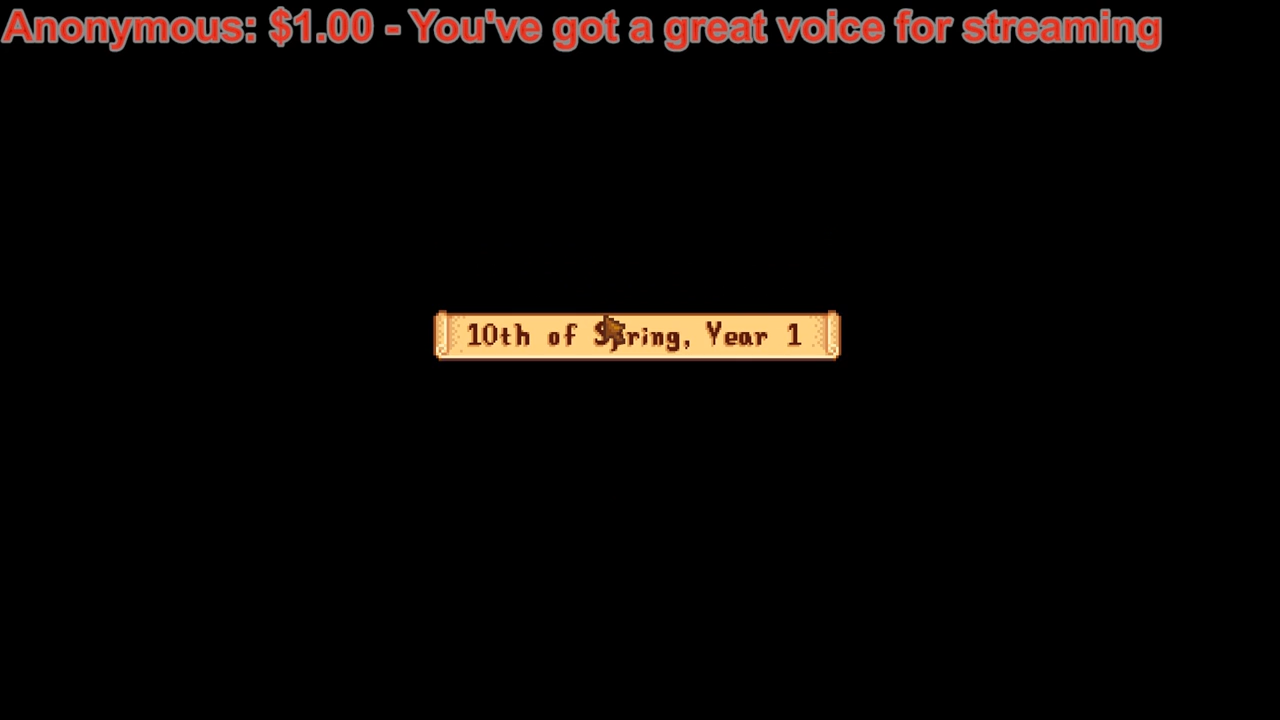 Anonymous: $1.00 - You've got a great voice for streaming
10th of Spring, Year 1